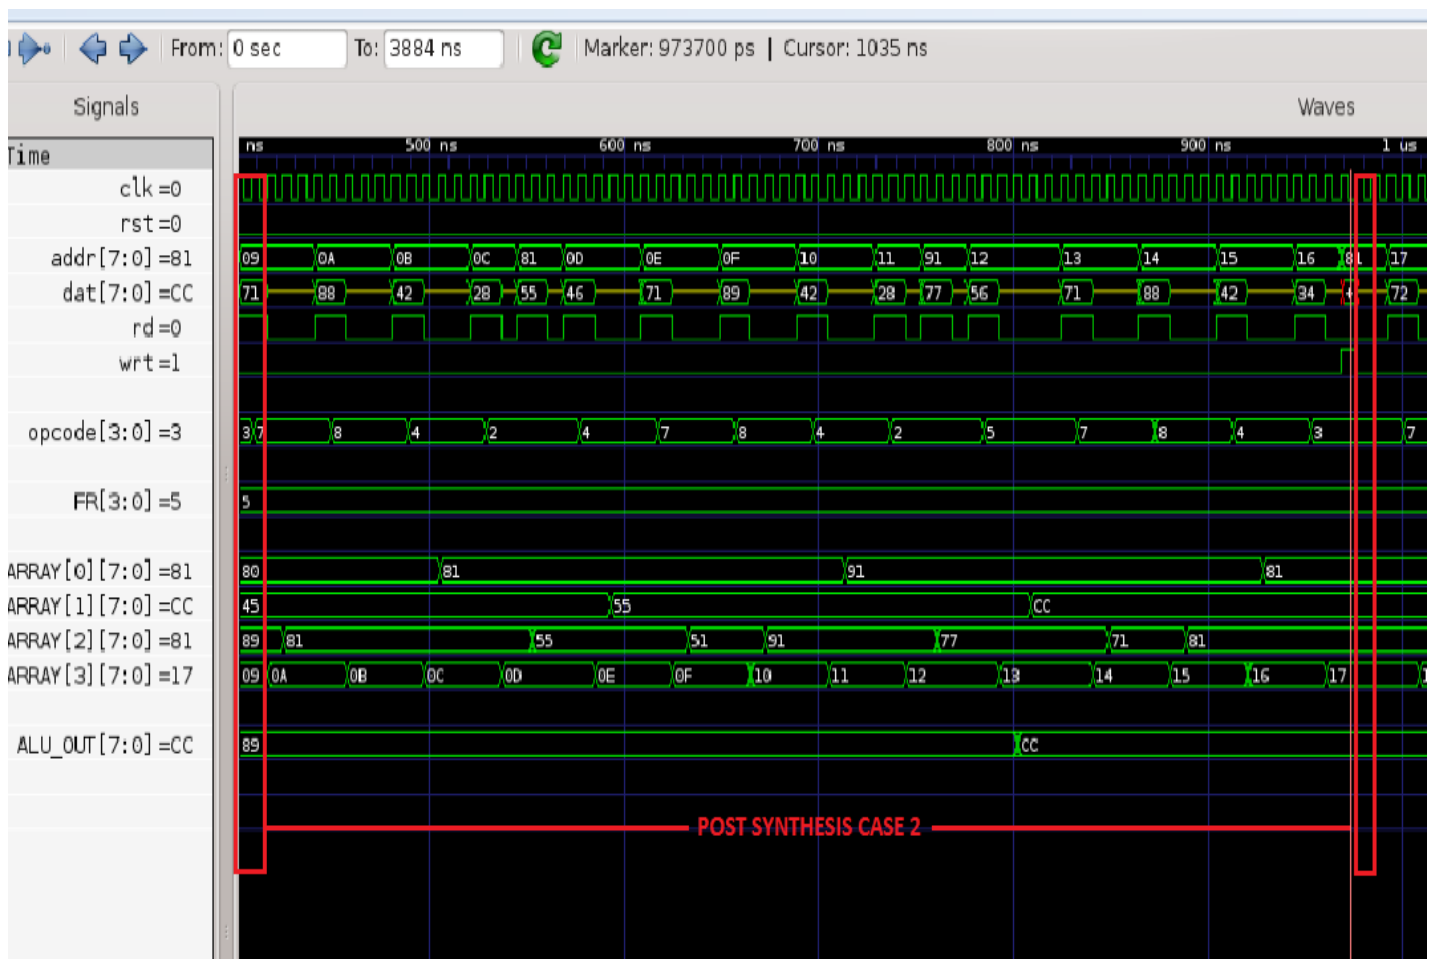 From: 0 sec To: 3884 ns Marker: 973700 ps | Cursor: 1035 ns
Signals Waves
Time ns 500 ns 600 ns 700 ns 800 ns 900 ns 1 us
clk=0
rst=0
addr[7:0]=81 09 0A 0B 0C 81 0D 0E 0F 10 11 91 12 13 14 15 16 81 17
dat[7:0]=CC 71 88 42 28 55 46 71 89 42 28 77 56 71 88 42 34 72
rd=0
wrt=1
opcode[3:0]=3 3 7 8 4 2 4 7 8 4 2 5 7 8 4 3 7
FR[3:0]=5 5
ARRAY[0][7:0]=81 80 81 91 81
ARRAY[1][7:0]=CC 45 55 CC
ARRAY[2][7:0]=81 89 81 55 51 91 77 71 81
ARRAY[3][7:0]=17 09 0A 0B 0C 0D 0E 0F 10 11 12 13 14 15 16 17
ALU_OUT[7:0]=CC 89 CC
POST SYNTHESIS CASE 2